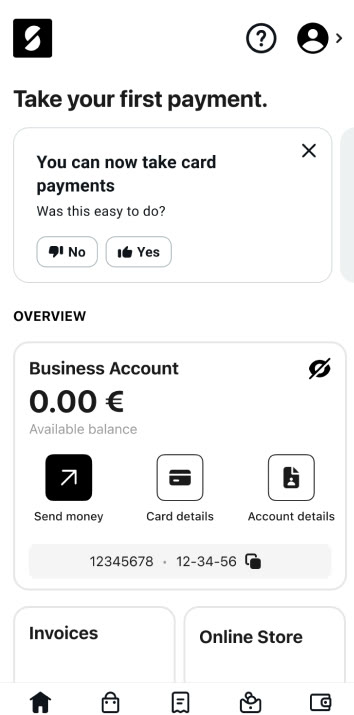 Take your first payment.
You can now take card
payments
Was this easy to do?
No
Yes
OVERVIEW
Business Account
0.00 €
Available balance
Send money
Card details
Account details
12345678 • 12-34-56
Invoices
Online Store